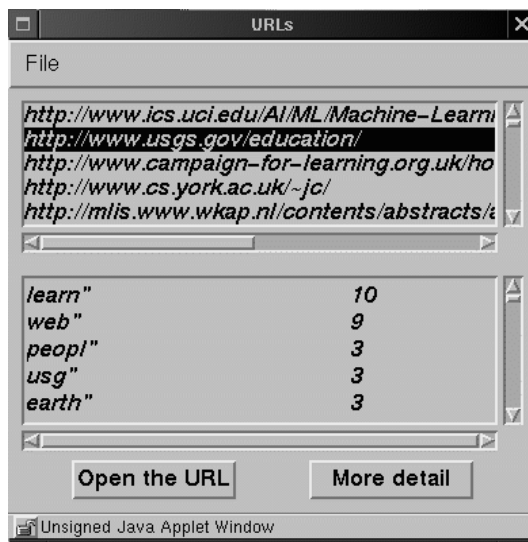 URLs
File
http://www.ics.uci.edu/AI/ML/Machine-Learni
http://www.usgs.gov/education/
http://www.campaign-for-learning.org.uk/ho
http://www.cs.york.ac.uk/~jc/
http://mlis.www.wkap.nl/contents/abstracts/a
learn" 10
web" 9
peopl" 3
usg" 3
earth" 3
Open the URL More detail
Unsigned Java Applet Window